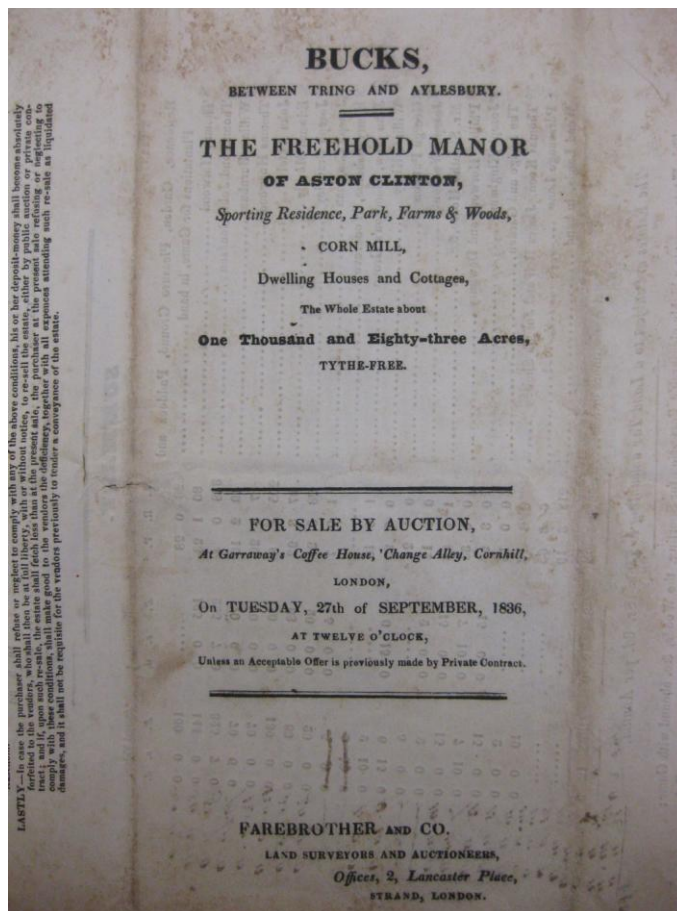 BUCKS,
BETWEEN TRING AND AYLESBURY.
THE FREEHOLD MANOR
OF ASTON CLINTON,
Sporting Residence, Park, Farms & Woods,
CORN MILL,
Dwelling Houses and Cottages,
The Whole Estate about
One Thousand and Eighty-three Acres,
TYTHE-FREE.
FOR SALE BY AUCTION,
At Garraway's Coffee House, 'Change Alley, Cornhill,
LONDON,
On TUESDAY, 27th of SEPTEMBER, 1836,
AT TWELVE O'CLOCK,
Unless an Acceptable Offer is previously made by Private Contract.
FAREBROTHER AND CO.
LAND SURVEYORS AND AUCTIONEERS,
Offices, 2, Lancaster Place,
STRAND, LONDON.
LASTLY—In case the purchaser shall refuse or neglect to comply with any of the above conditions, his or her deposit-money shall become absolutely
forfeited to the vendors, who shall then be at full liberty, with or without notice, to re-sell the estate, either by public auction or private con-
tract; and if, upon such re-sale, the estate shall fetch less than at the present sale, the purchaser at the present sale refusing or neglecting to
comply with these conditions, shall make good to the vendors the deficiency, together with all expences attending such re-sale as liquidated
damages, and it shall not be requisite for the vendors previously to tender a conveyance of the estate.